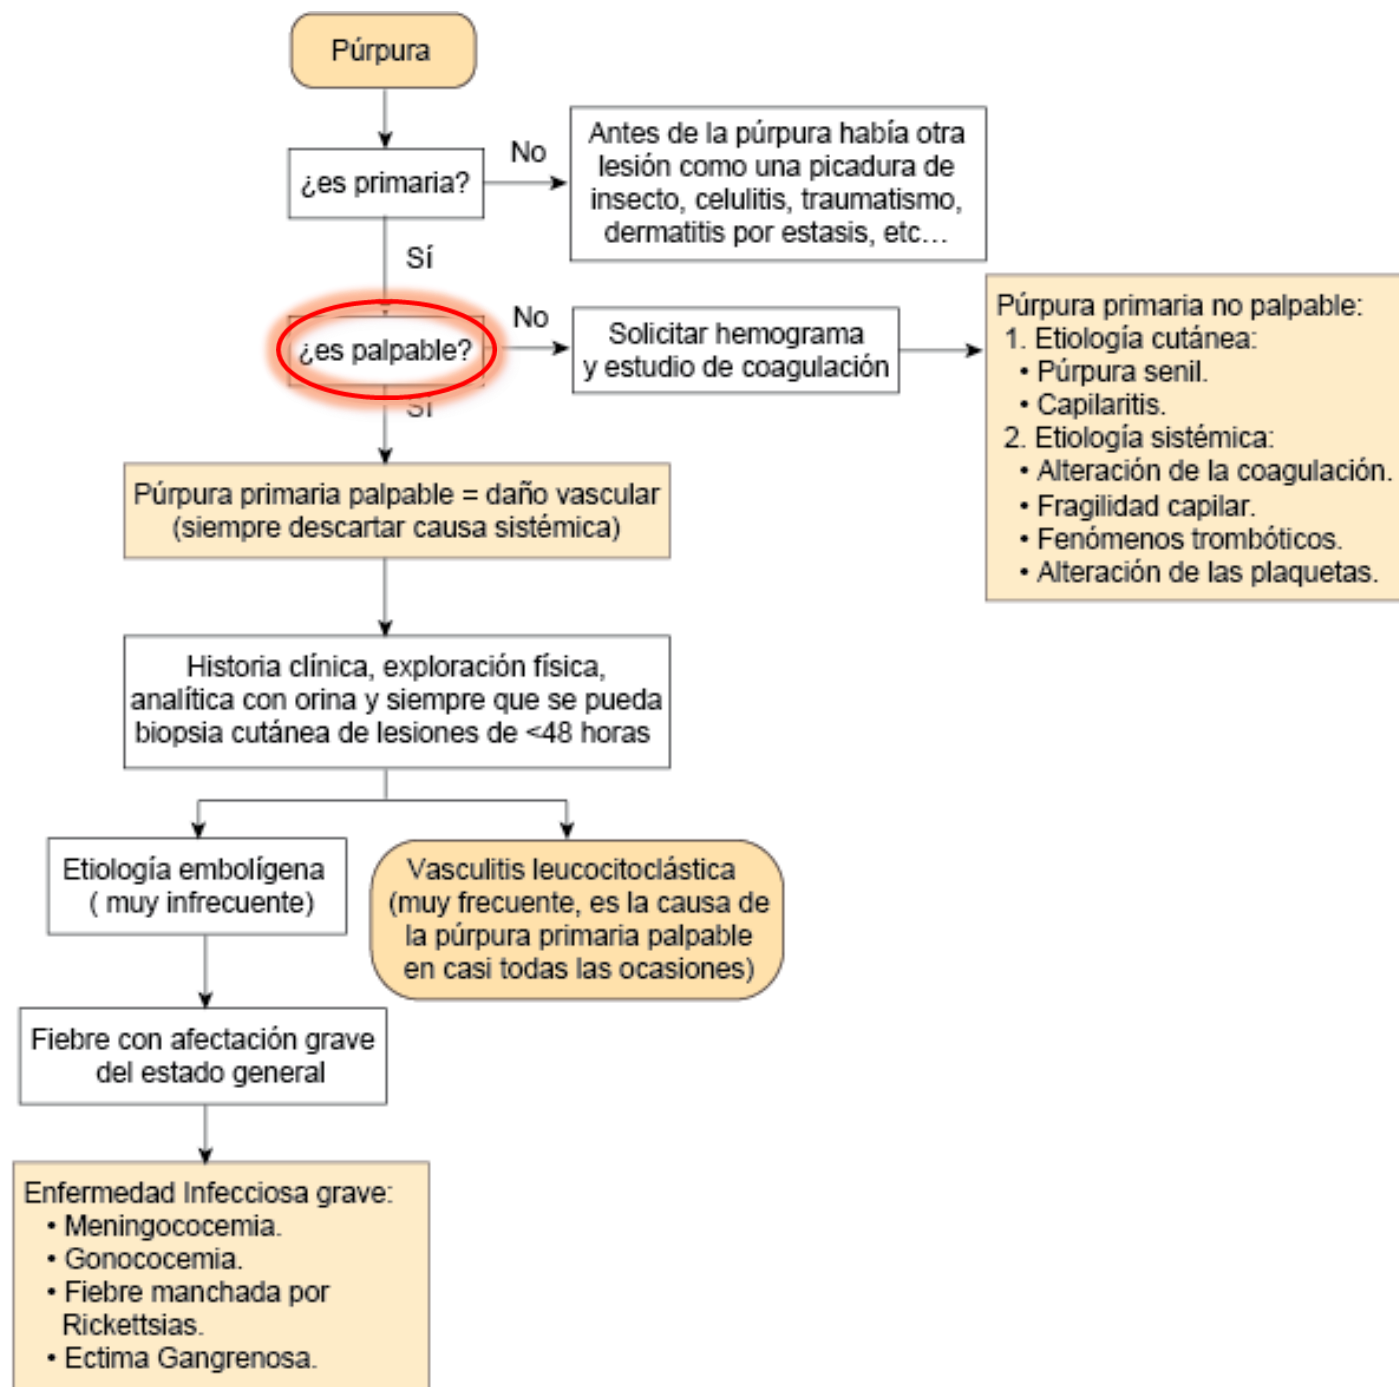 Púrpura
¿es primaria?
No
Antes de la púrpura había otra
lesión como una picadura de
insecto, celulitis, traumatismo,
dermatitis por estasis, etc...
Sí
¿es palpable?
No
Solicitar hemograma
y estudio de coagulación
Púrpura primaria no palpable:
1. Etiología cutánea:
• Púrpura senil.
• Capilaritis.
2. Etiología sistémica:
• Alteración de la coagulación.
• Fragilidad capilar.
• Fenómenos trombóticos.
• Alteración de las plaquetas.
Sí
Púrpura primaria palpable = daño vascular
(siempre descartar causa sistémica)
Historia clínica, exploración física,
analítica con orina y siempre que se pueda
biopsia cutánea de lesiones de <48 horas
Etiología embolígena
( muy infrecuente)
Vasculitis leucocitoclástica
(muy frecuente, es la causa de
la púrpura primaria palpable
en casi todas las ocasiones)
Fiebre con afectación grave
del estado general
Enfermedad Infecciosa grave:
• Meningococemia.
• Gonococemia.
• Fiebre manchada por
Rickettsias.
• Ectima Gangrenosa.